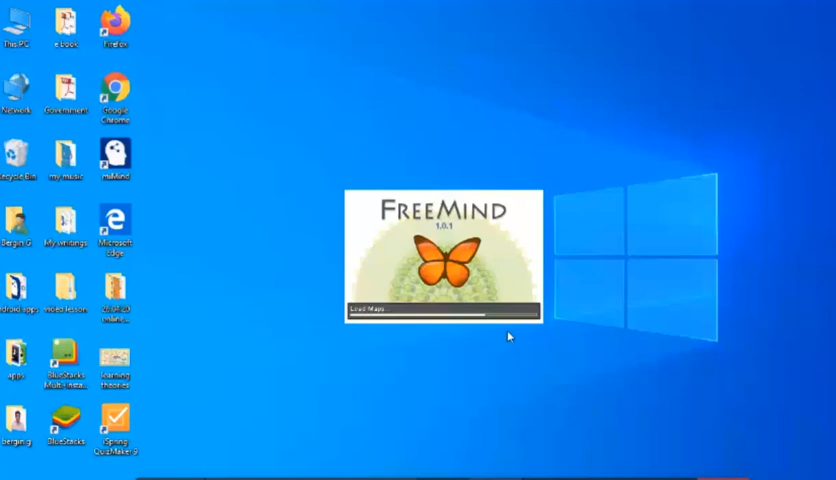 This PC
e book
Firefox
Network
Government
Google
Chrome
Recycle Bin
my music
miMind
Bergin G
My writings
Microsoft
Edge
ndroid apps
video lesson
online...
apps
BlueStacks
Multi-Insta...
learning
theories
bergin g
BlueStacks
iSpring
QuizMaker 9
FREEMIND
1.0.1
Load Maps...